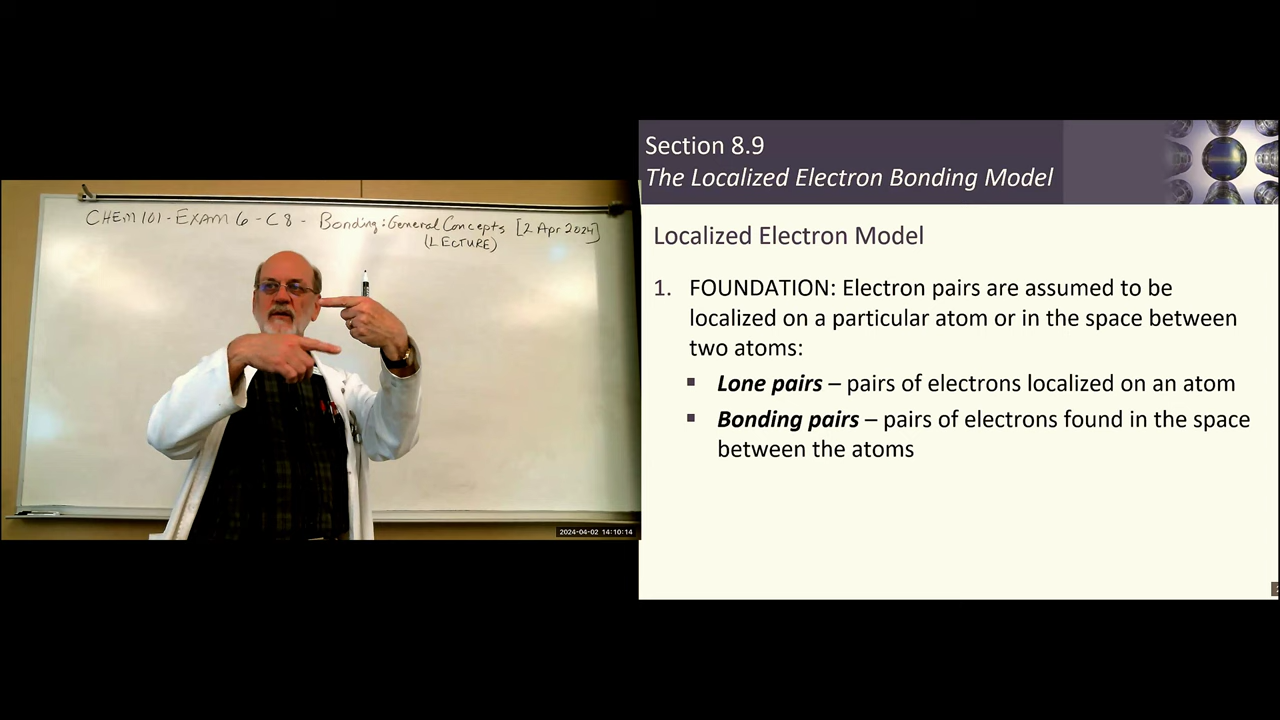 CHEM 101 - EXAM 6 - C8 - Bonding: General Concepts [2 Apr 2024]
(LECTURE)
2024-04-02 14:10:14
Section 8.9
The Localized Electron Bonding Model
Localized Electron Model
1. FOUNDATION: Electron pairs are assumed to be
localized on a particular atom or in the space between
two atoms:
▪ Lone pairs – pairs of electrons localized on an atom
▪ Bonding pairs – pairs of electrons found in the space
between the atoms